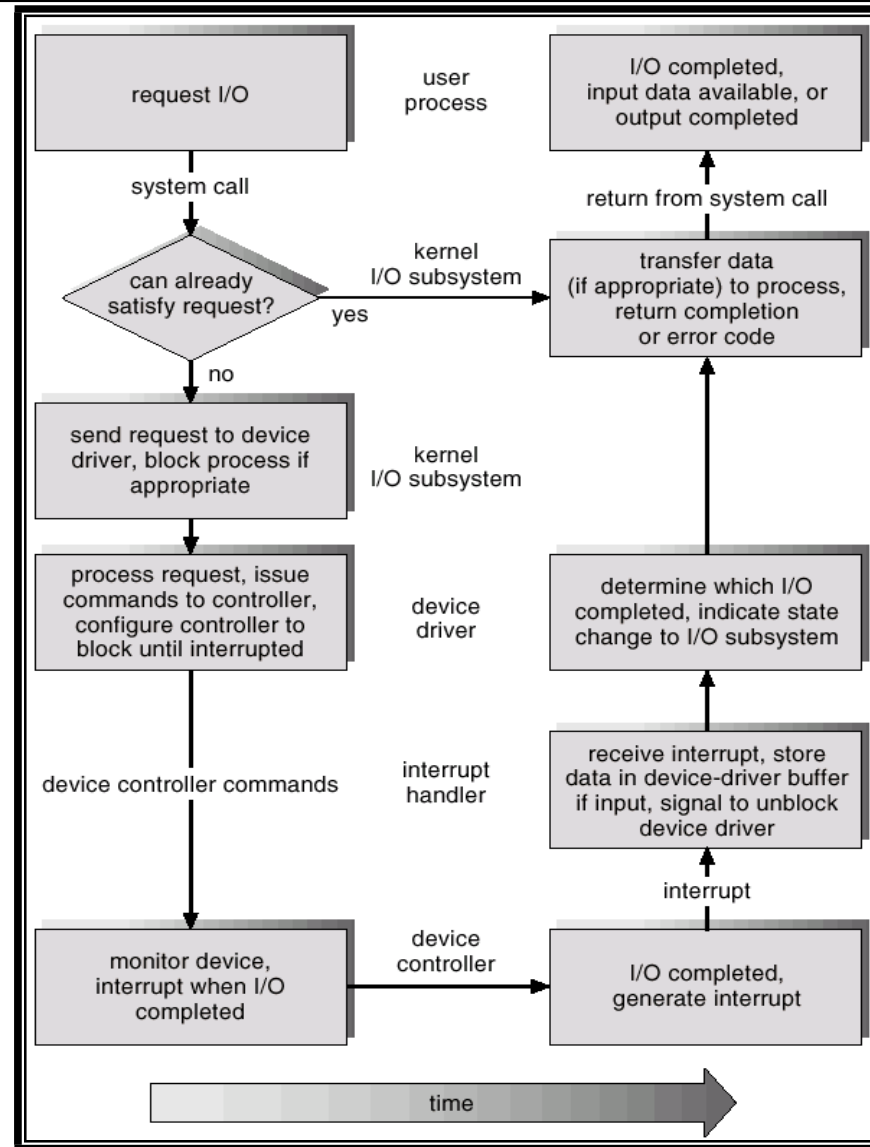 request I/O
user
process
I/O completed,
input data available, or
output completed
system call
return from system call
can already
satisfy request?
kernel
I/O subsystem
yes
transfer data
(if appropriate) to process,
return completion
or error code
no
send request to device
driver, block process if
appropriate
kernel
I/O subsystem
process request, issue
commands to controller,
configure controller to
block until interrupted
device
driver
determine which I/O
completed, indicate state
change to I/O subsystem
device controller commands
interrupt
handler
receive interrupt, store
data in device-driver buffer
if input, signal to unblock
device driver
interrupt
monitor device,
interrupt when I/O
completed
device
controller
I/O completed,
generate interrupt
time